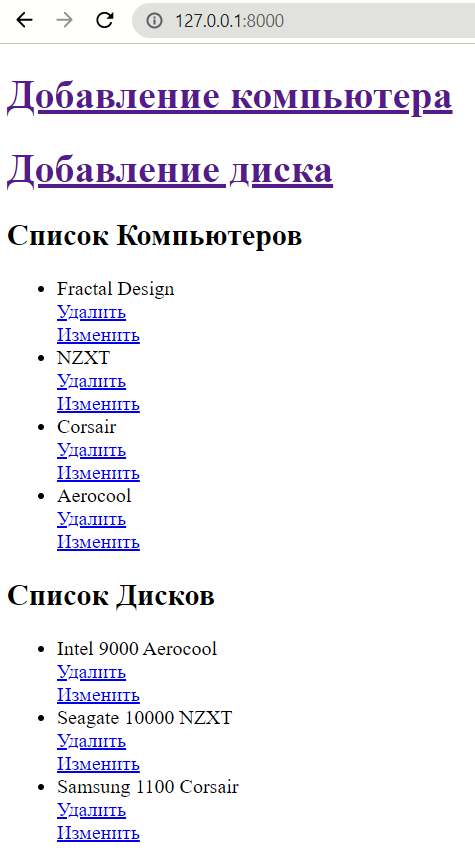 127.0.0.1:8000
Добавление компьютера
Добавление диска
Список Компьютеров
Fractal Design
Удалить
Изменить
NZXT
Удалить
Изменить
Corsair
Удалить
Изменить
Aerocool
Удалить
Изменить
Список Дисков
Intel 9000 Aerocool
Удалить
Изменить
Seagate 10000 NZXT
Удалить
Изменить
Samsung 1100 Corsair
Удалить
Изменить